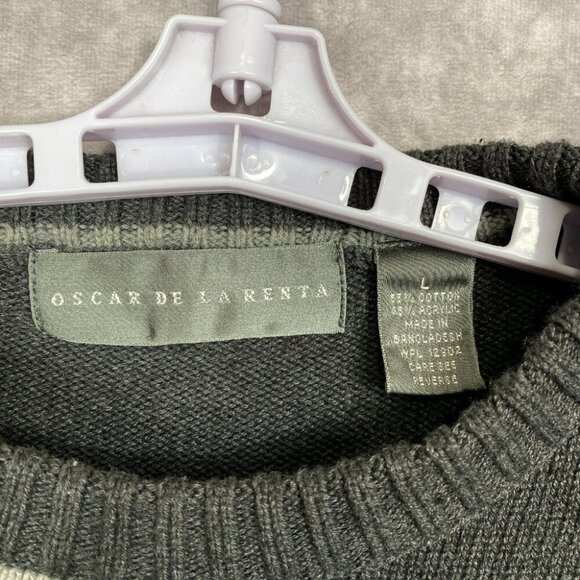 OSCAR DE LA RENTA
L
55% COTTON
45% ACRYLIC
MADE IN
BANGLADESH
WPL 12902
CARE SEE
REVERSE